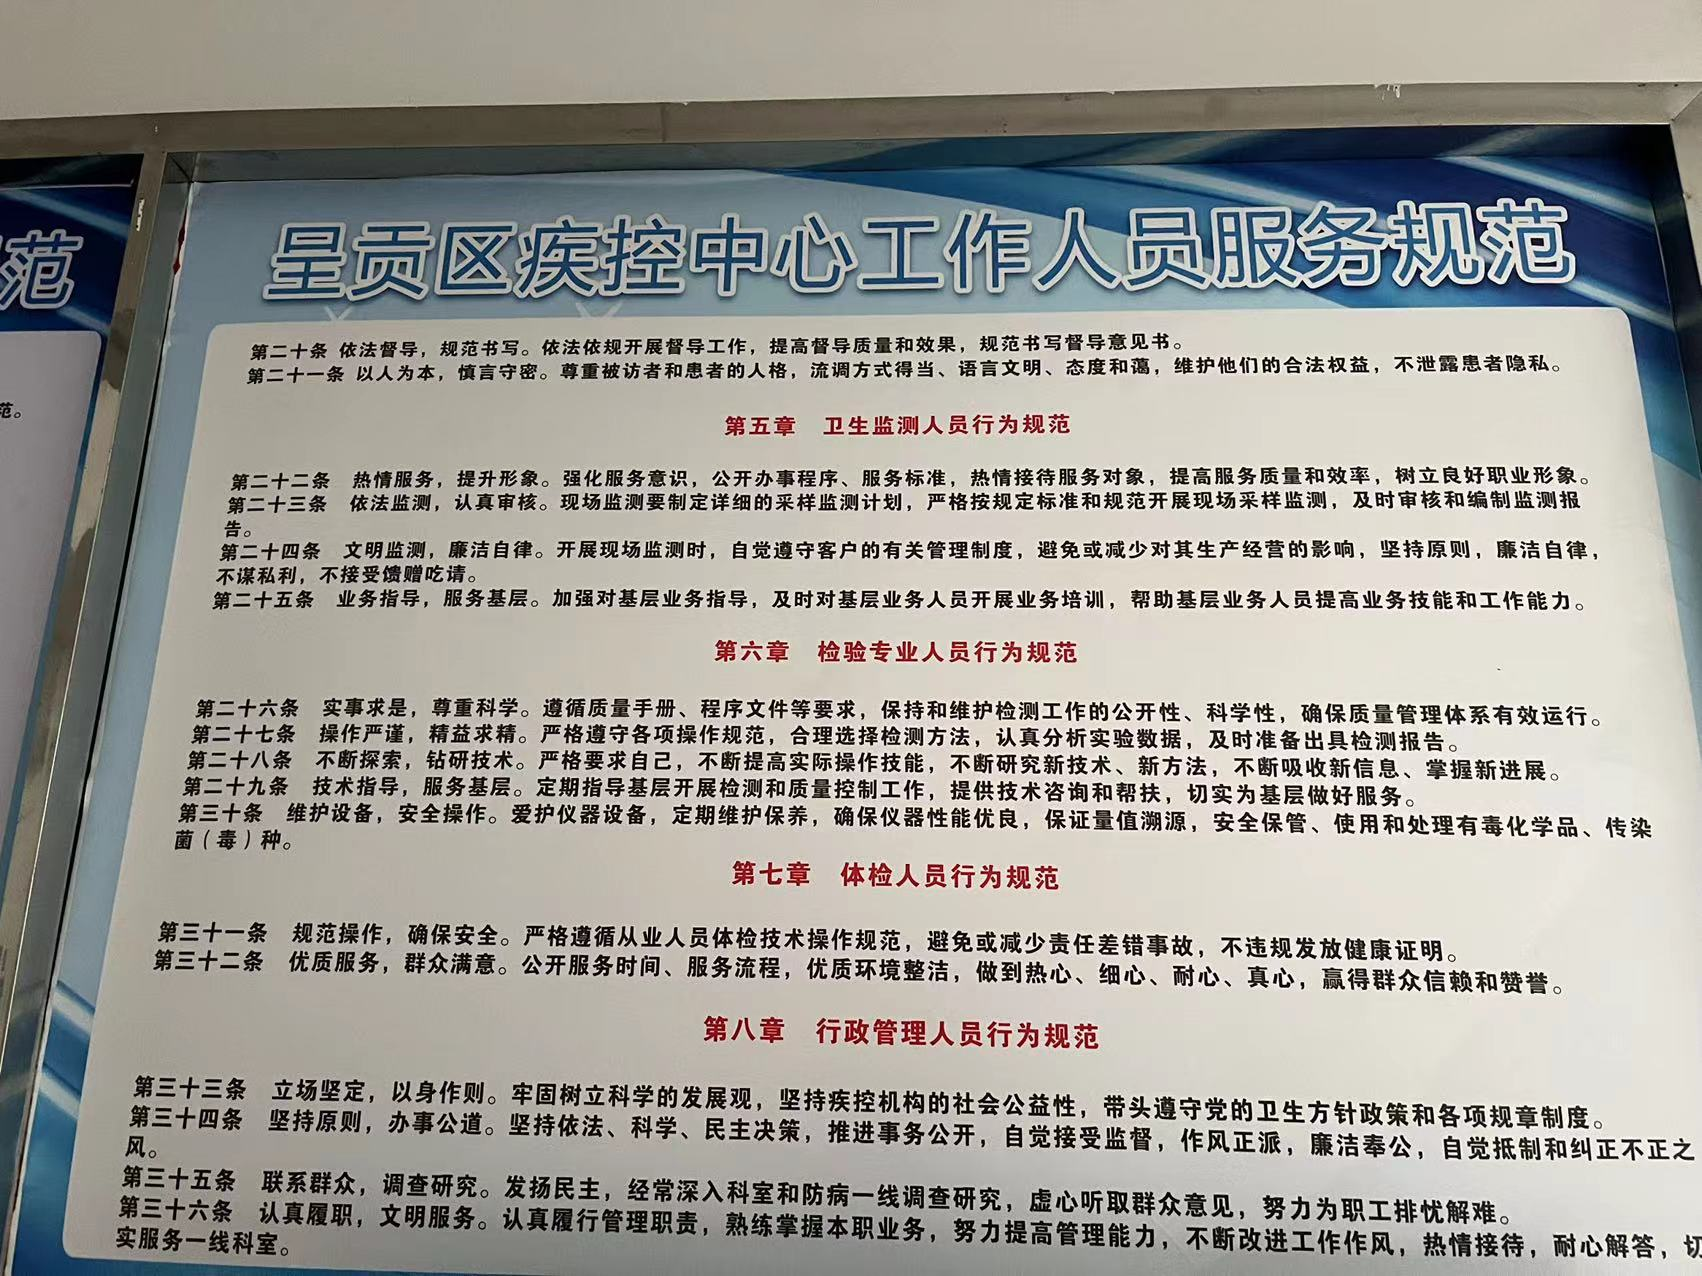 范
范。
呈贡区疾控中心工作人员服务规范
第二十条 依法督导，规范书写。依法依规开展督导工作，提高督导质量和效果，规范书写督导意见书。
第二十一条 以人为本，慎言守密。尊重被访者和患者的人格，流调方式得当、语言文明、态度和蔼，维护他们的合法权益，不泄露患者隐私。
第五章 卫生监测人员行为规范
第二十二条 热情服务，提升形象。强化服务意识，公开办事程序、服务标准，热情接待服务对象，提高服务质量和效率，树立良好职业形象。
第二十三条 依法监测，认真审核。现场监测要制定详细的采样监测计划，严格按规定标准和规范开展现场采样监测，及时审核和编制监测报
告。
第二十四条 文明监测，廉洁自律。开展现场监测时，自觉遵守客户的有关管理制度，避免或减少对其生产经营的影响，坚持原则，廉洁自律，
不谋私利，不接受馈赠吃请。
第二十五条 业务指导，服务基层。加强对基层业务指导，及时对基层业务人员开展业务培训，帮助基层业务人员提高业务技能和工作能力。
第六章 检验专业人员行为规范
第二十六条 实事求是，尊重科学。遵循质量手册、程序文件等要求，保持和维护检测工作的公开性、科学性，确保质量管理体系有效运行。
第二十七条 操作严谨，精益求精。严格遵守各项操作规范，合理选择检测方法，认真分析实验数据，及时准备出具检测报告。
第二十八条 不断探索，钻研技术。严格要求自己，不断提高实际操作技能，不断研究新技术、新方法，不断吸收新信息、掌握新进展。
第二十九条 技术指导，服务基层。定期指导基层开展检测和质量控制工作，提供技术咨询和帮扶，切实为基层做好服务。
第三十条 维护设备，安全操作。爱护仪器设备，定期维护保养，确保仪器性能优良，保证量值溯源，安全保管、使用和处理有毒化学品、传染
菌（毒）种。
第七章 体检人员行为规范
第三十一条 规范操作，确保安全。严格遵循从业人员体检技术操作规范，避免或减少责任差错事故，不违规发放健康证明。
第三十二条 优质服务，群众满意。公开服务时间、服务流程，优质环境整洁，做到热心、细心、耐心、真心，赢得群众信赖和赞誉。
第八章 行政管理人员行为规范
第三十三条 立场坚定，以身作则。牢固树立科学的发展观，坚持疾控机构的社会公益性，带头遵守党的卫生方针政策和各项规章制度。
第三十四条 坚持原则，办事公道。坚持依法、科学、民主决策，推进事务公开，自觉接受监督，作风正派，廉洁奉公，自觉抵制和纠正不正之
风。
第三十五条 联系群众，调查研究。发扬民主，经常深入科室和防病一线调查研究，虚心听取群众意见，努力为职工排忧解难。
第三十六条 认真履职，文明服务。认真履行管理职责，熟练掌握本职业务，努力提高管理能力，不断改进工作作风，热情接待，耐心解答，切
实服务一线科室。